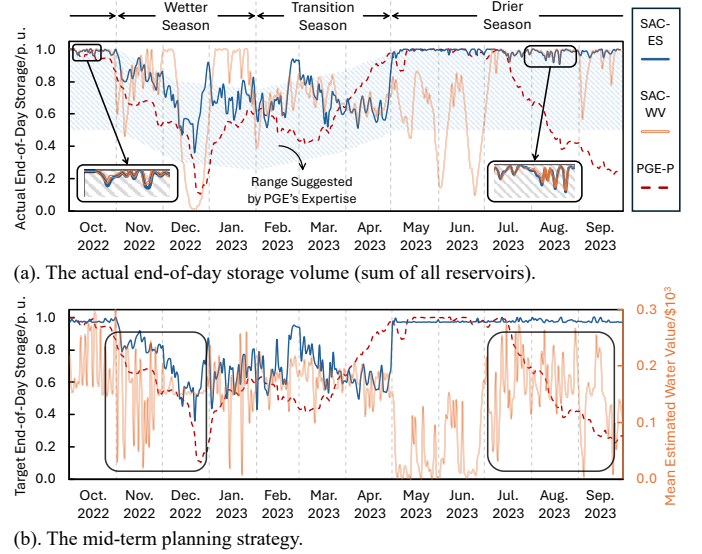 Wetter Season
Transition Season
Drier Season
Actual End-of-Day Storage/p. u.
1.0
0.8
0.6
0.4
0.2
0.0
Range Suggested
by PGE's Expertise
Oct. 2022
Nov. 2022
Dec. 2022
Jan. 2023
Feb. 2023
Mar. 2023
Apr. 2023
May 2023
Jun. 2023
Jul. 2023
Aug. 2023
Sep. 2023
SAC-
ES
SAC-
WV
PGE-P
(a). The actual end-of-day storage volume (sum of all reservoirs).
Target End-of-Day Storage/p. u.
1.0
0.8
0.6
0.4
0.2
0.0
0.3
0.2
0.1
0.0
Mean Estimated Water Value/$10³
Oct. 2022
Nov. 2022
Dec. 2022
Jan. 2023
Feb. 2023
Mar. 2023
Apr. 2023
May 2023
Jun. 2023
Jul. 2023
Aug. 2023
Sep. 2023
(b). The mid-term planning strategy.